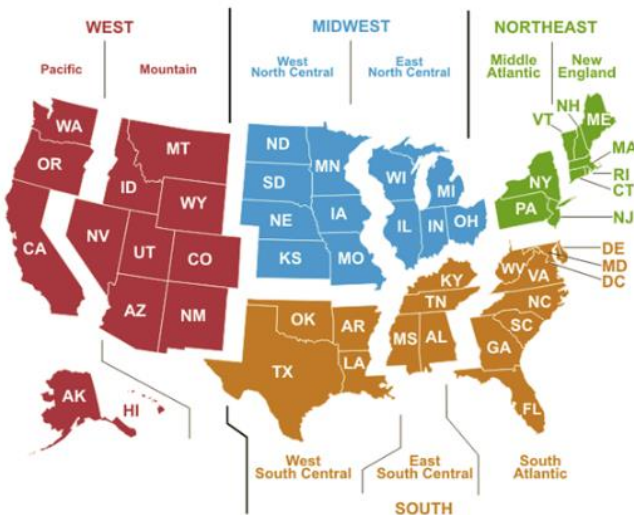 WEST
MIDWEST
NORTHEAST
Pacific
Mountain
West
North Central
East
North Central
Middle
Atlantic
New
England
WA
OR
CA
MT
ID
WY
NV
UT
CO
AZ
NM
AK
HI
ND
SD
NE
KS
MN
IA
MO
WI
MI
IL
IN
OH
NH
ME
VT
MA
RI
CT
NY
PA
NJ
DE
MD
DC
WV
VA
NC
SC
GA
FL
KY
TN
MS
AL
OK
AR
TX
LA
West
South Central
East
South Central
South
Atlantic
SOUTH